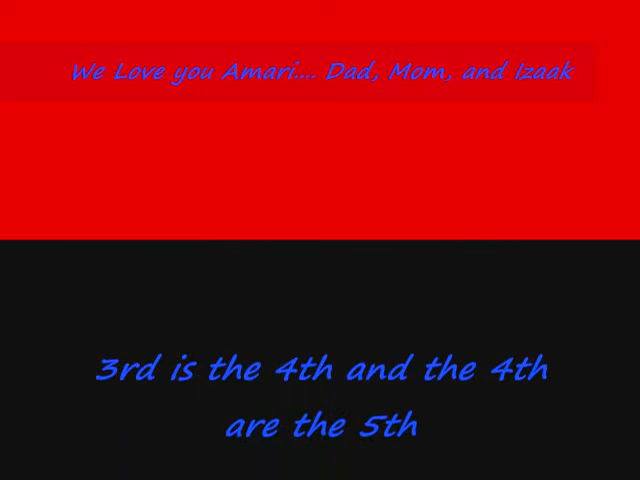 We Love you Amari.... Dad, Mom, and Izaak
3rd is the 4th and the 4th
are the 5th